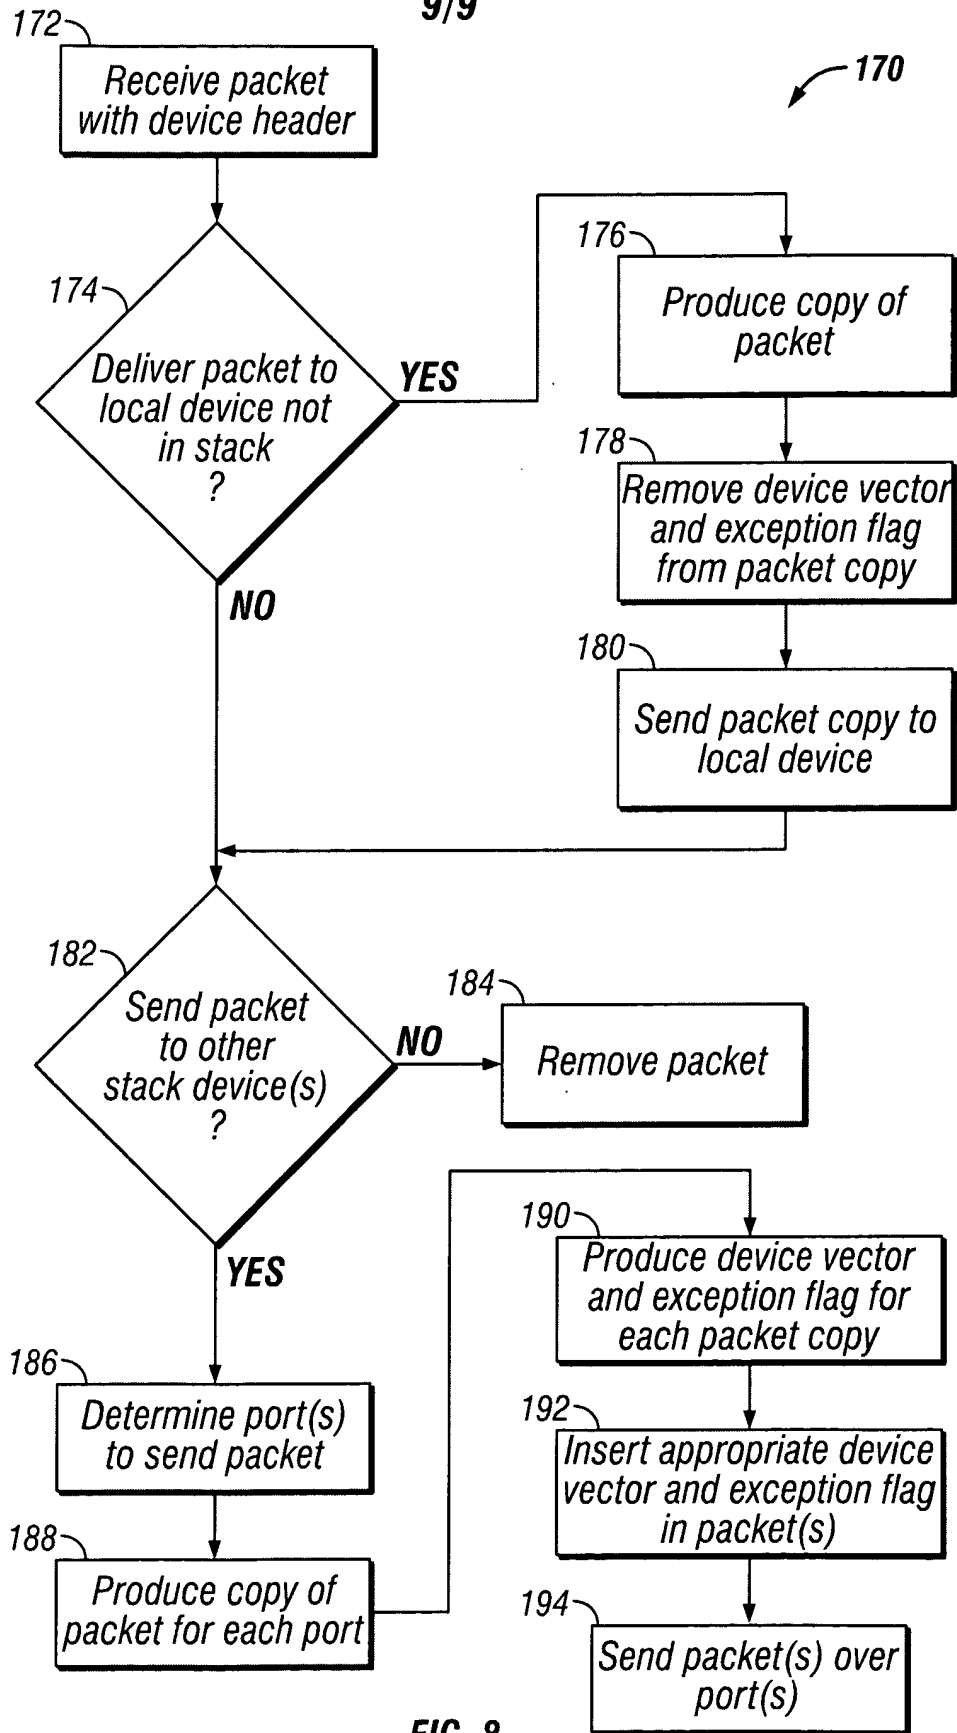 9/9
170
172
Receive packet
with device header
174
Deliver packet to
local device not
in stack
?
YES
NO
176
Produce copy of
packet
178
Remove device vector
and exception flag
from packet copy
180
Send packet copy to
local device
182
Send packet
to other
stack device(s)
?
NO
YES
184
Remove packet
186
Determine port(s)
to send packet
188
Produce copy of
packet for each port
190
Produce device vector
and exception flag for
each packet copy
192
Insert appropriate device
vector and exception flag
in packet(s)
194
Send packet(s) over
port(s)
FIG. 8